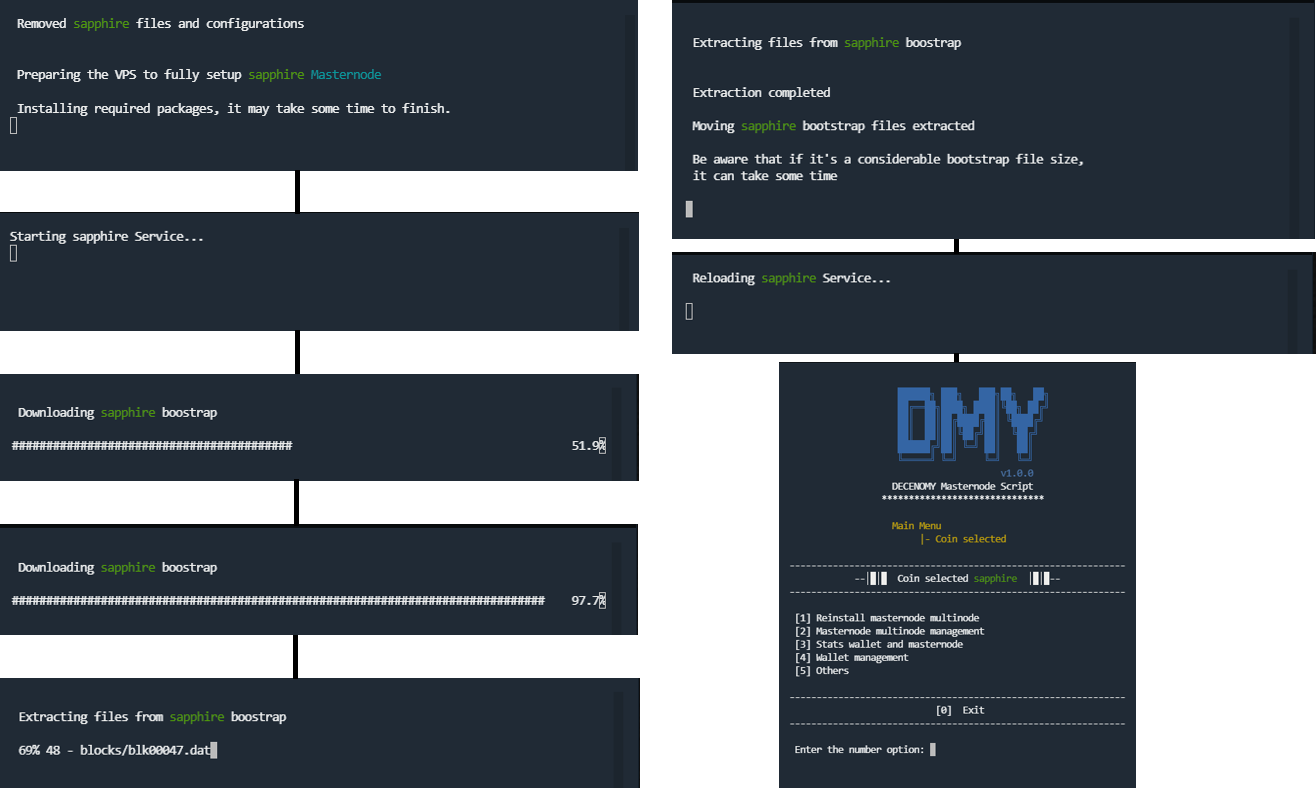 Removed sapphire files and configurations
Preparing the VPS to fully setup sapphire Masternode
Installing required packages, it may take some time to finish.
Starting sapphire Service...
Downloading sapphire boostrap
######################################### 51.9%
Downloading sapphire boostrap
############################################################################## 97.7%
Extracting files from sapphire boostrap
69% 48 - blocks/blk00047.dat
Extracting files from sapphire boostrap
Extraction completed
Moving sapphire bootstrap files extracted
Be aware that if it's a considerable bootstrap file size,
it can take some time
Reloading sapphire Service...
DMY
v1.0.0
DECENOMY Masternode Script
******************************
Main Menu
|- Coin selected
--------------------------------------------------------------
--|█|█ Coin selected sapphire |█|█--
--------------------------------------------------------------
[1] Reinstall masternode multinode
[2] Masternode multinode management
[3] Stats wallet and masternode
[4] Wallet management
[5] Others
--------------------------------------------------------------
[0] Exit
--------------------------------------------------------------
Enter the number option: